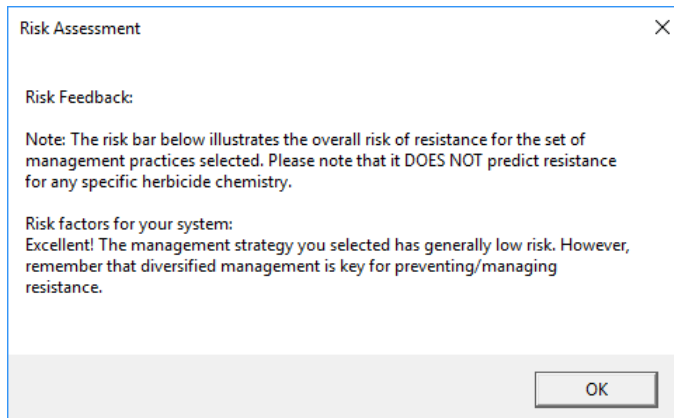 Risk Assessment
Risk Feedback:
Note: The risk bar below illustrates the overall risk of resistance for the set of
management practices selected. Please note that it DOES NOT predict resistance
for any specific herbicide chemistry.
Risk factors for your system:
Excellent! The management strategy you selected has generally low risk. However,
remember that diversified management is key for preventing/managing
resistance.
OK